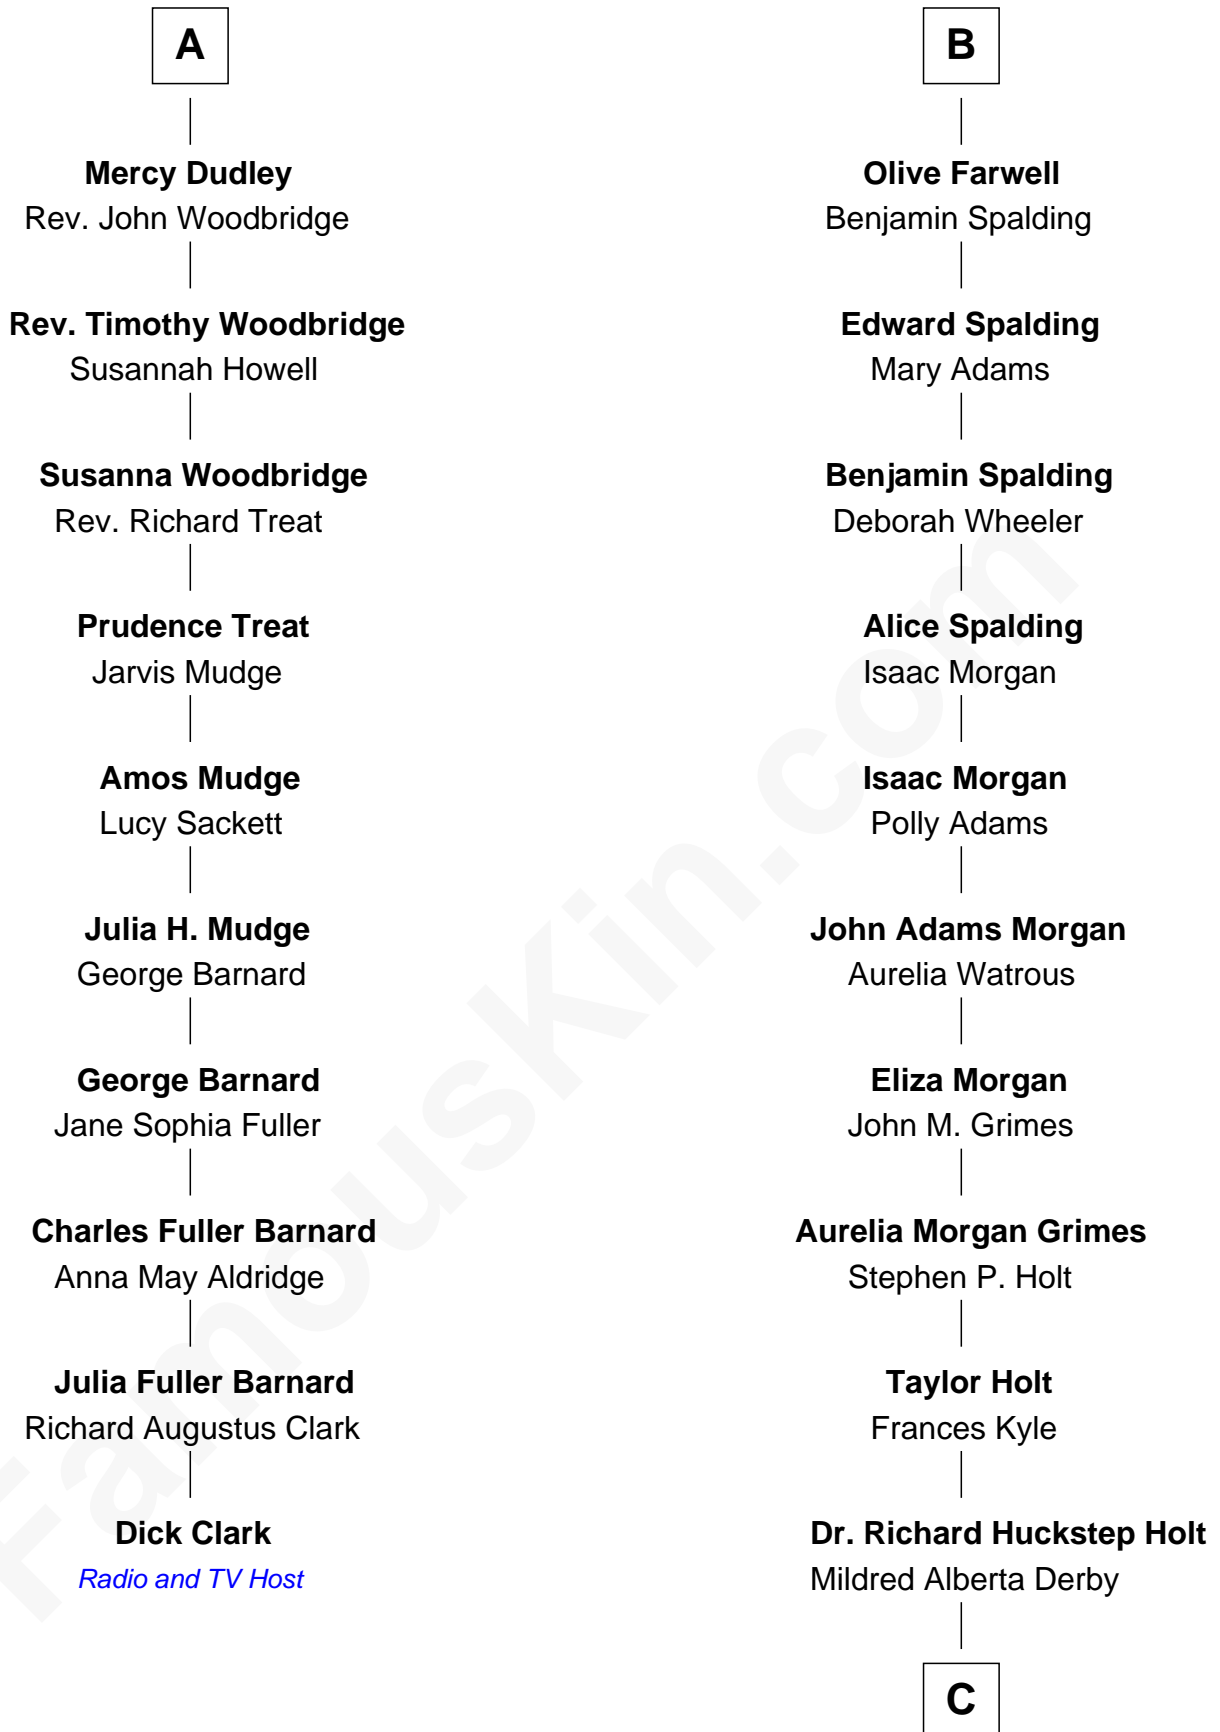 A
Mercy Dudley
Rev. John Woodbridge
Rev. Timothy Woodbridge
Susannah Howell
Susanna Woodbridge
Rev. Richard Treat
Prudence Treat
Jarvis Mudge
Amos Mudge
Lucy Sackett
Julia H. Mudge
George Barnard
George Barnard
Jane Sophia Fuller
Charles Fuller Barnard
Anna May Aldridge
Julia Fuller Barnard
Richard Augustus Clark
Dick Clark
Radio and TV Host
B
Olive Farwell
Benjamin Spalding
Edward Spalding
Mary Adams
Benjamin Spalding
Deborah Wheeler
Alice Spalding
Isaac Morgan
Isaac Morgan
Polly Adams
John Adams Morgan
Aurelia Watrous
Eliza Morgan
John M. Grimes
Aurelia Morgan Grimes
Stephen P. Holt
Taylor Holt
Frances Kyle
Dr. Richard Huckstep Holt
Mildred Alberta Derby
C
FamousKin.com